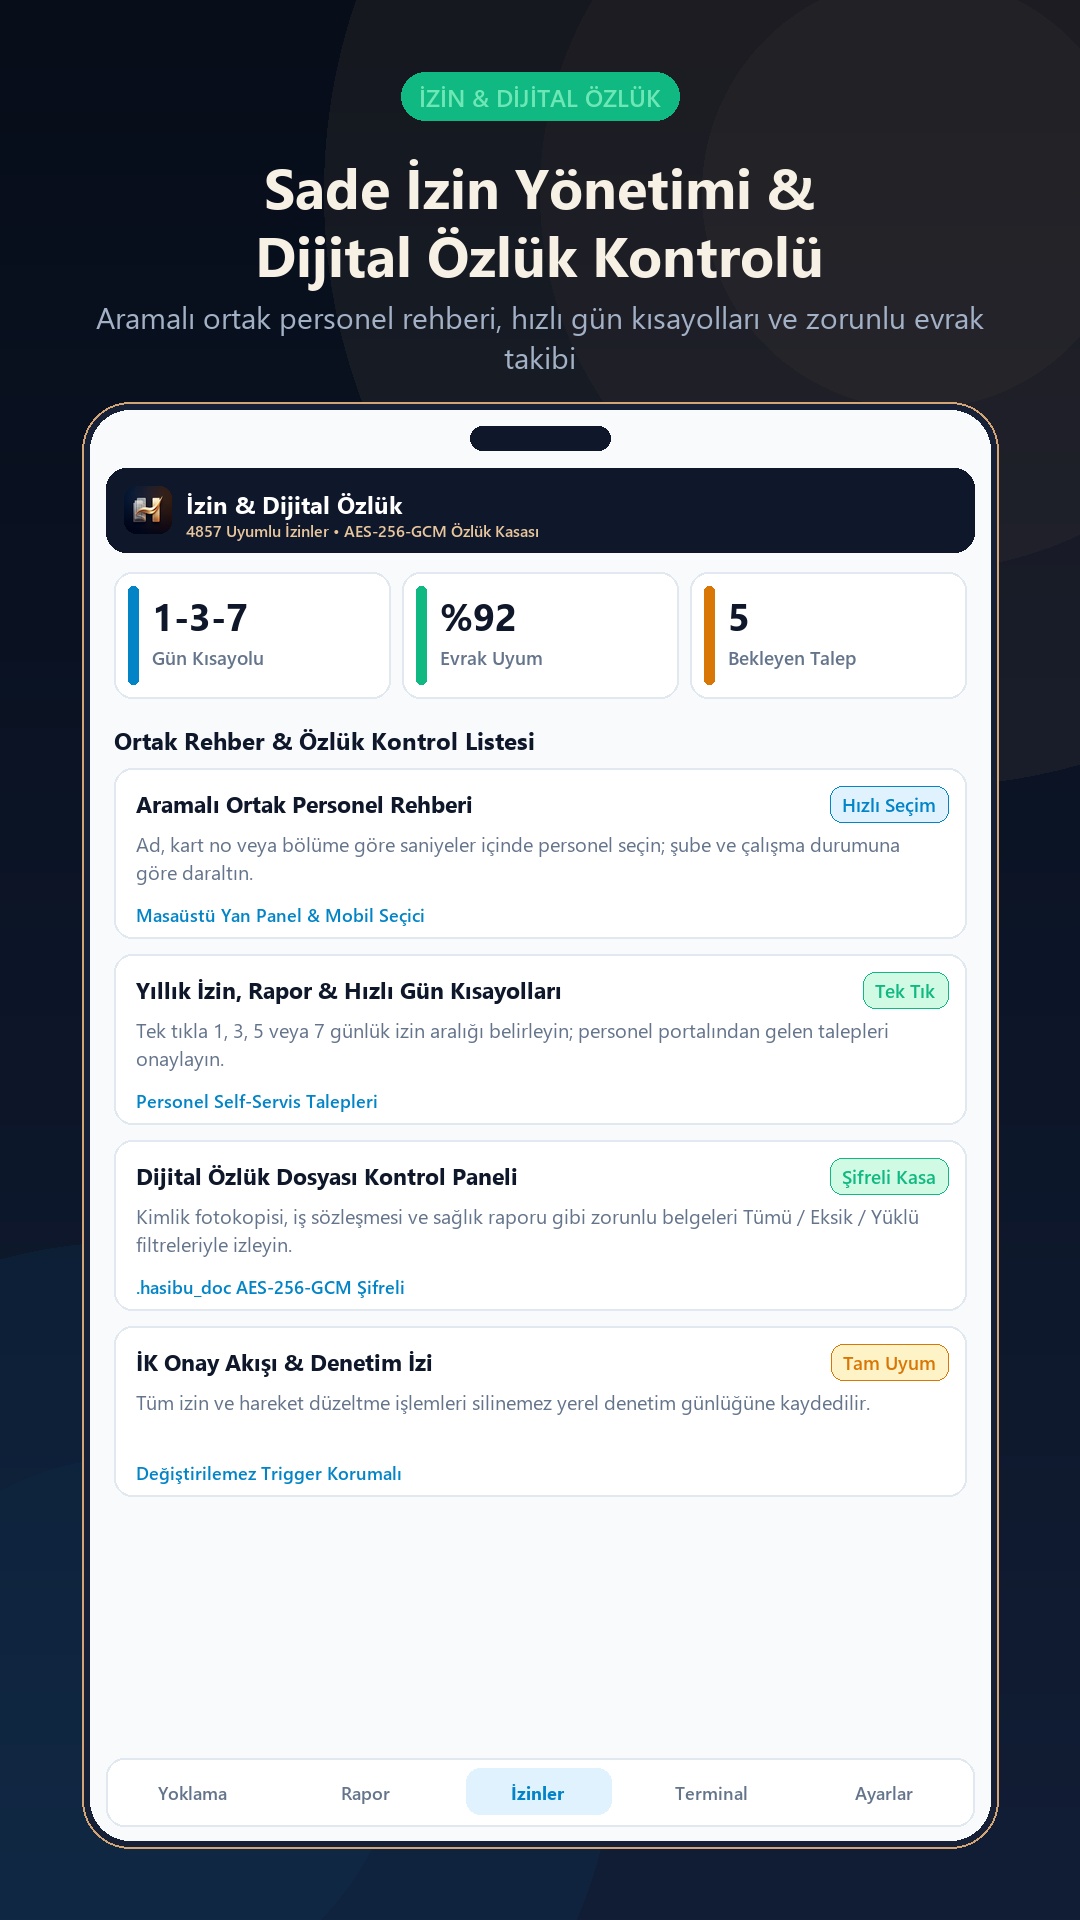 İZİN & DİJİTAL ÖZLÜK
Sade İzin Yönetimi &
Dijital Özlük Kontrolü
Aramalı ortak personel rehberi, hızlı gün kısayolları ve zorunlu evrak
takibi
İzin & Dijital Özlük
4857 Uyumlu İzinler • AES-256-GCM Özlük Kasası
1-3-7
Gün Kısayolu
%92
Evrak Uyum
5
Bekleyen Talep
Ortak Rehber & Özlük Kontrol Listesi
Aramalı Ortak Personel Rehberi
Hızlı Seçim
Ad, kart no veya bölüme göre saniyeler içinde personel seçin; şube ve çalışma durumuna
göre daraltın.
Masaüstü Yan Panel & Mobil Seçici
Yıllık İzin, Rapor & Hızlı Gün Kısayolları
Tek Tık
Tek tıkla 1, 3, 5 veya 7 günlük izin aralığı belirleyin; personel portalından gelen talepleri
onaylayın.
Personel Self-Servis Talepleri
Dijital Özlük Dosyası Kontrol Paneli
Şifreli Kasa
Kimlik fotokopisi, iş sözleşmesi ve sağlık raporu gibi zorunlu belgeleri Tümü / Eksik / Yüklü
filtreleriyle izleyin.
.hasibu_doc AES-256-GCM Şifreli
İK Onay Akışı & Denetim İzi
Tam Uyum
Tüm izin ve hareket düzeltme işlemleri silinemez yerel denetim günlüğüne kaydedilir.
Değiştirilemez Trigger Korumalı
Yoklama
Rapor
İzinler
Terminal
Ayarlar